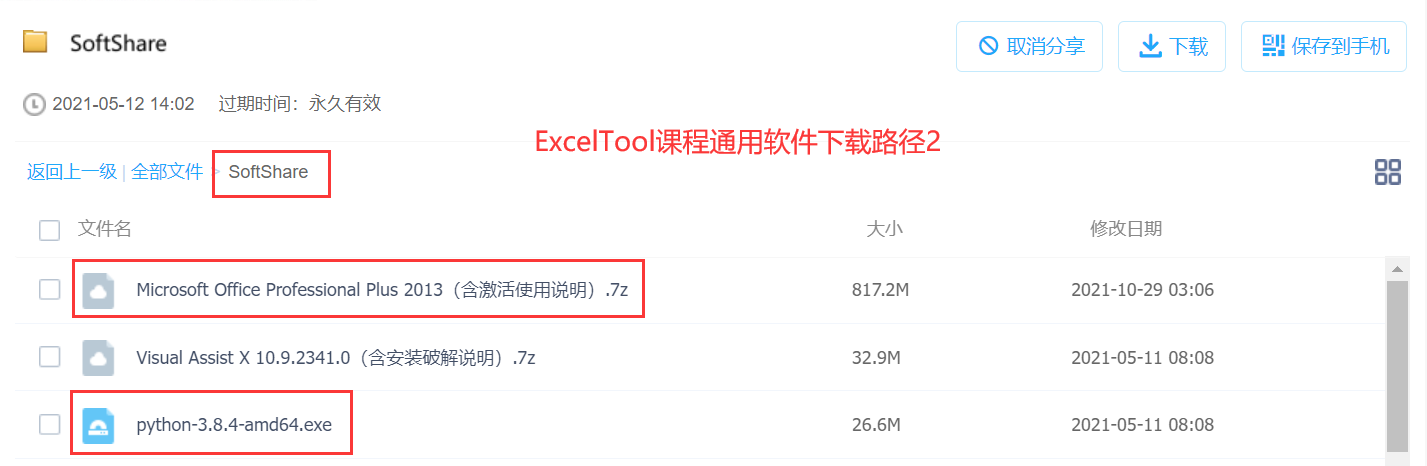 SoftShare
取消分享 下载 保存到手机
2021-05-12 14:02 过期时间：永久有效
ExcelTool课程通用软件下载路径2
返回上一级 | 全部文件 > SoftShare
文件名 大小 修改日期
Microsoft Office Professional Plus 2013（含激活使用说明）.7z 817.2M 2021-10-29 03:06
Visual Assist X 10.9.2341.0（含安装破解说明）.7z 32.9M 2021-05-11 08:08
python-3.8.4-amd64.exe 26.6M 2021-05-11 08:08